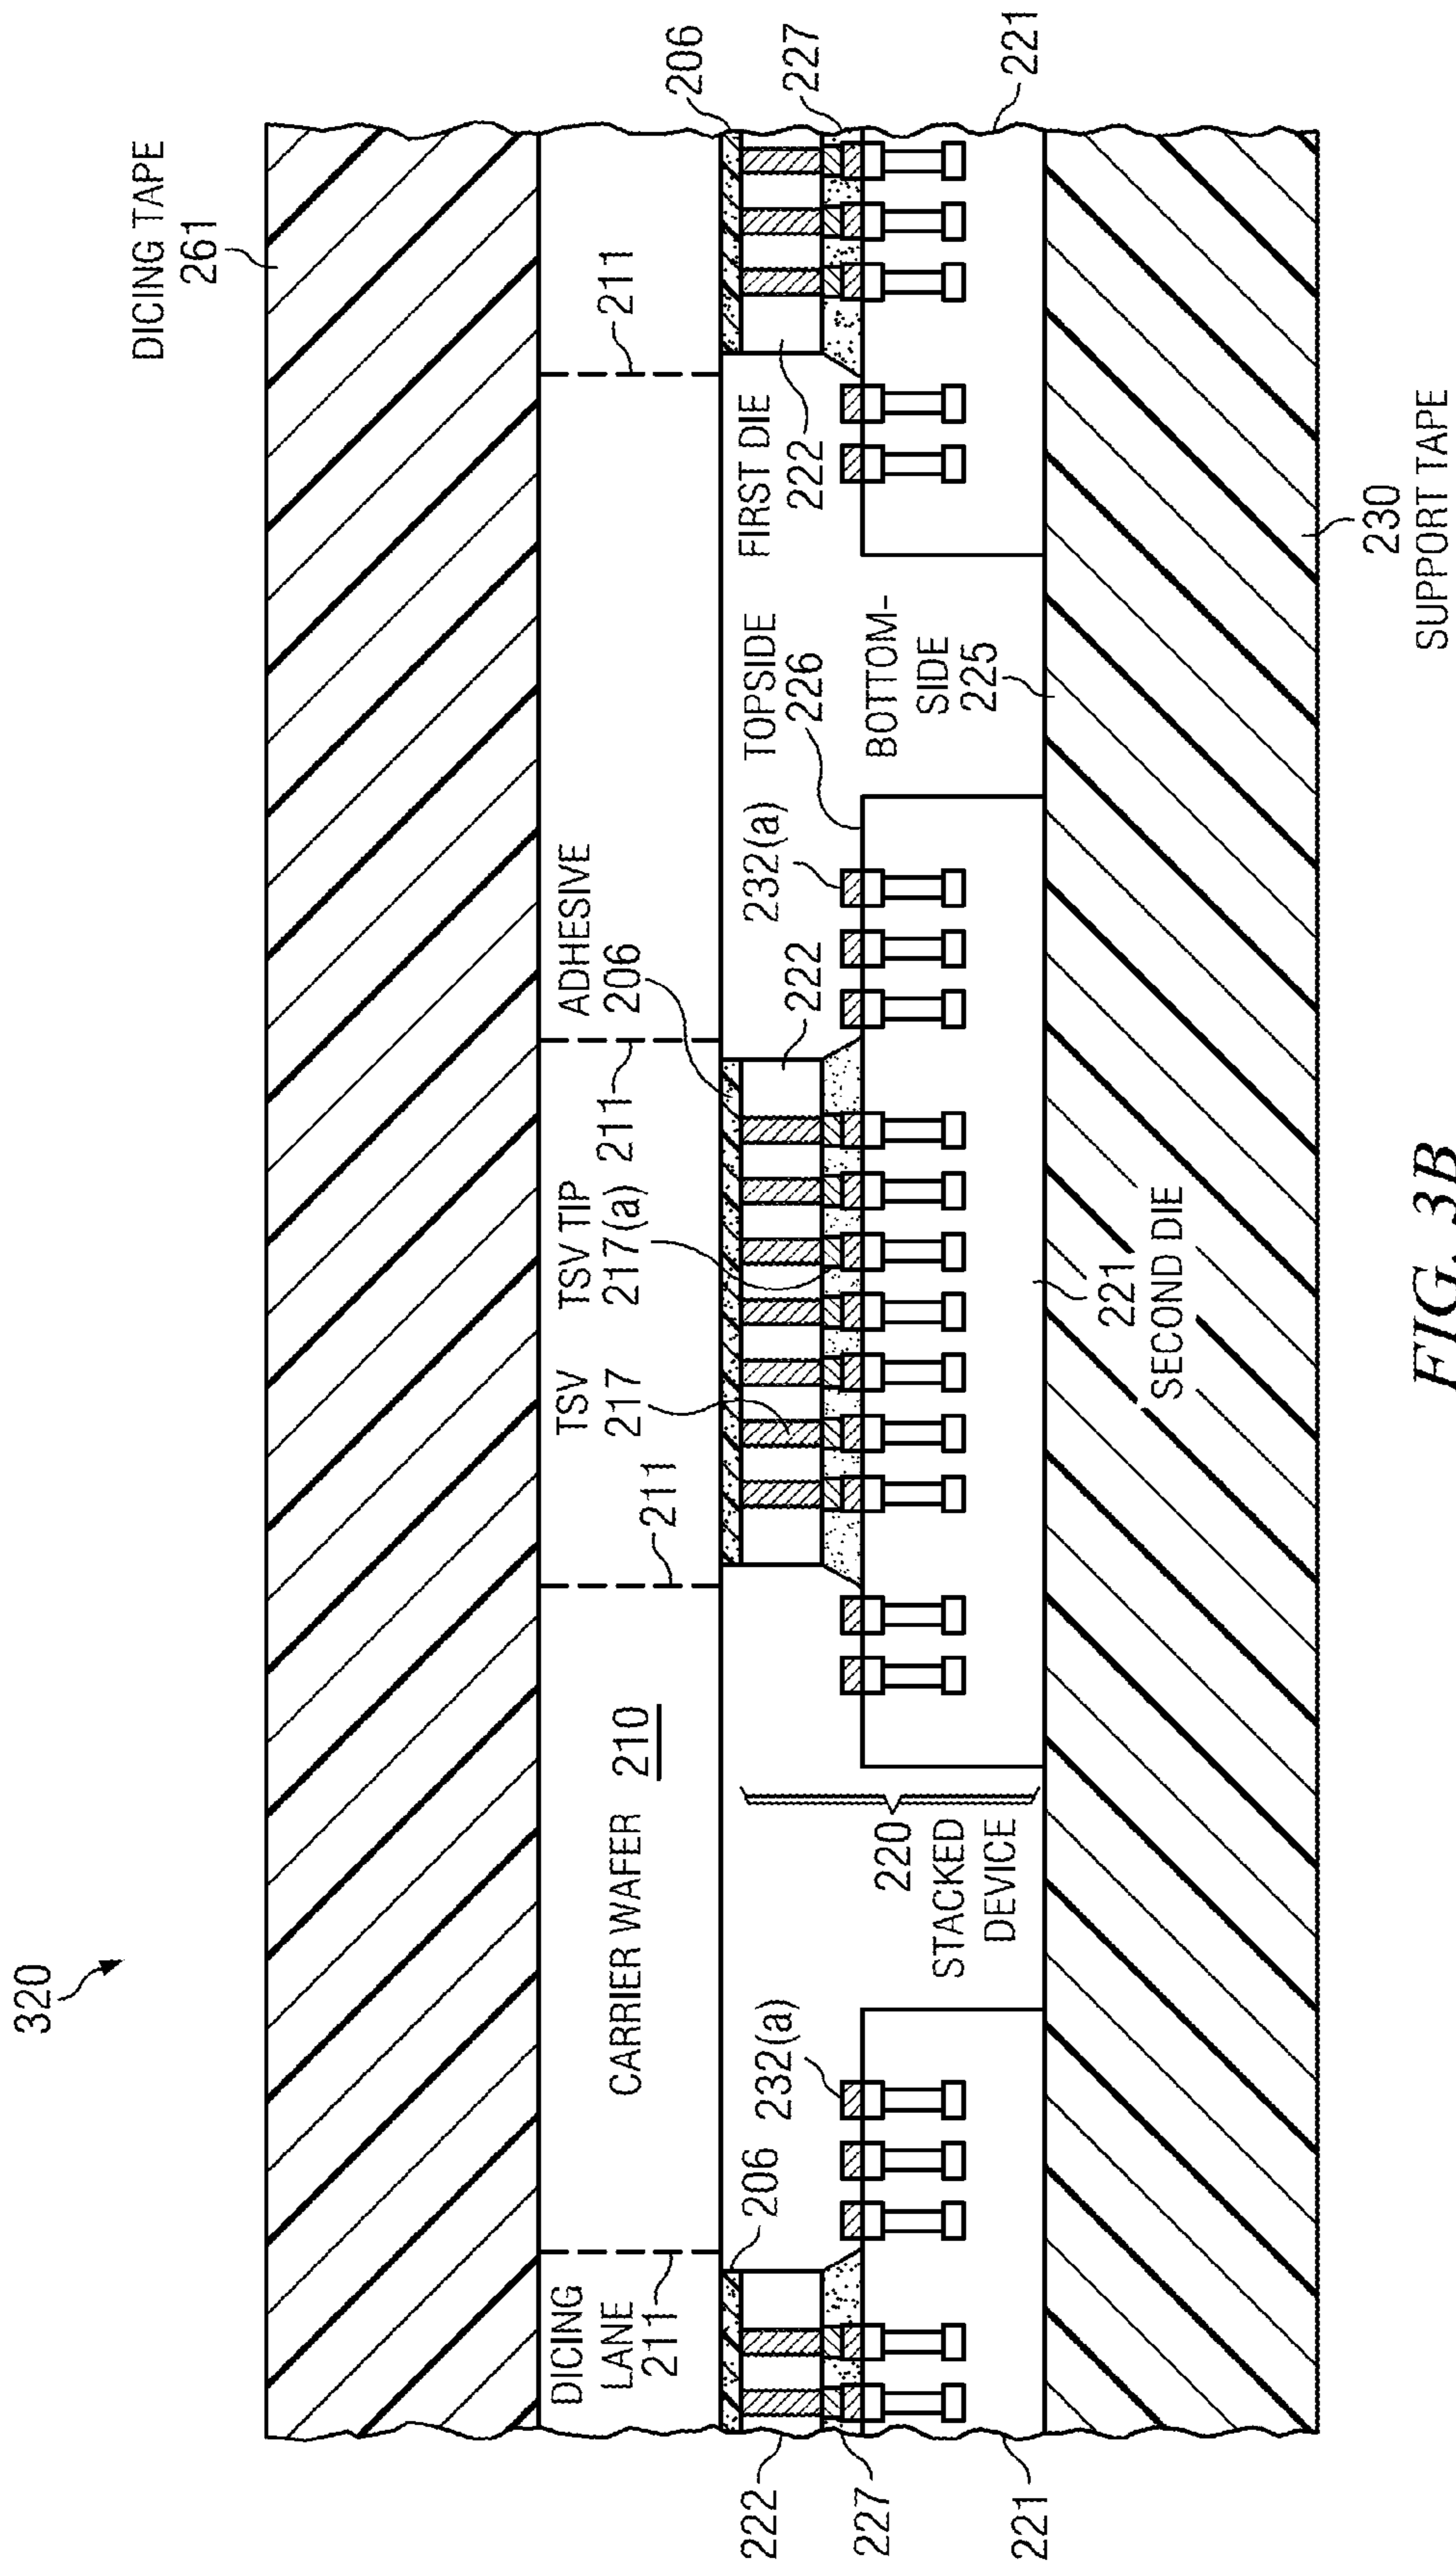 320
DICING TAPE
261
DICING
LANE
211
CARRIER WAFER 210
211
TSV
217
TSV TIP
217(a)
211
ADHESIVE
206
211
206
206
232(a)
222
232(a)
TOPSIDE
226
FIRST DIE
222
227
BOTTOM-
SIDE
225
220
STACKED
DEVICE
221
SECOND DIE
222
227
221
221
230
SUPPORT TAPE
FIG. 3B